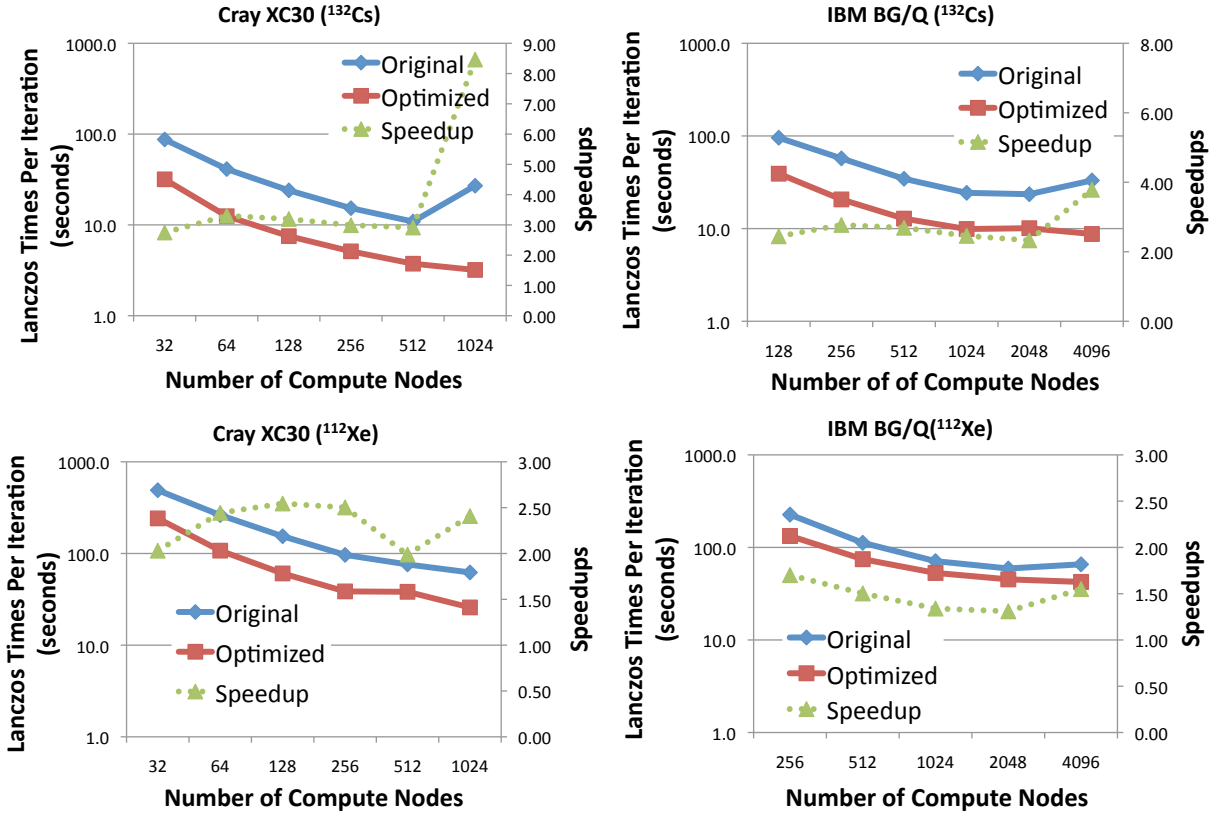 Cray XC30 (¹³²Cs)
1000.0
100.0
10.0
1.0
Lanczos Times Per Iteration
(seconds)
9.00
8.00
7.00
6.00
5.00
4.00
3.00
2.00
1.00
0.00
Speedups
Original
Optimized
Speedup
32 64 128 256 512 1024
Number of Compute Nodes
IBM BG/Q (¹³²Cs)
1000.0
100.0
10.0
1.0
Lanczos Times Per Iteration
(seconds)
8.00
6.00
4.00
2.00
0.00
Speedups
Original
Optimized
Speedup
128 256 512 1024 2048 4096
Number of of Compute Nodes
Cray XC30 (¹¹²Xe)
1000.0
100.0
10.0
1.0
Lanczos Times Per Iteration
(seconds)
3.00
2.50
2.00
1.50
1.00
0.50
0.00
Speedups
Original
Optimized
Speedup
32 64 128 256 512 1024
Number of Compute Nodes
IBM BG/Q(¹¹²Xe)
1000.0
100.0
10.0
1.0
Lanczos Times Per Iteration
(seconds)
3.00
2.50
2.00
1.50
1.00
0.50
0.00
Speedups
Original
Optimized
Speedup
256 512 1024 2048 4096
Number of Compute Nodes